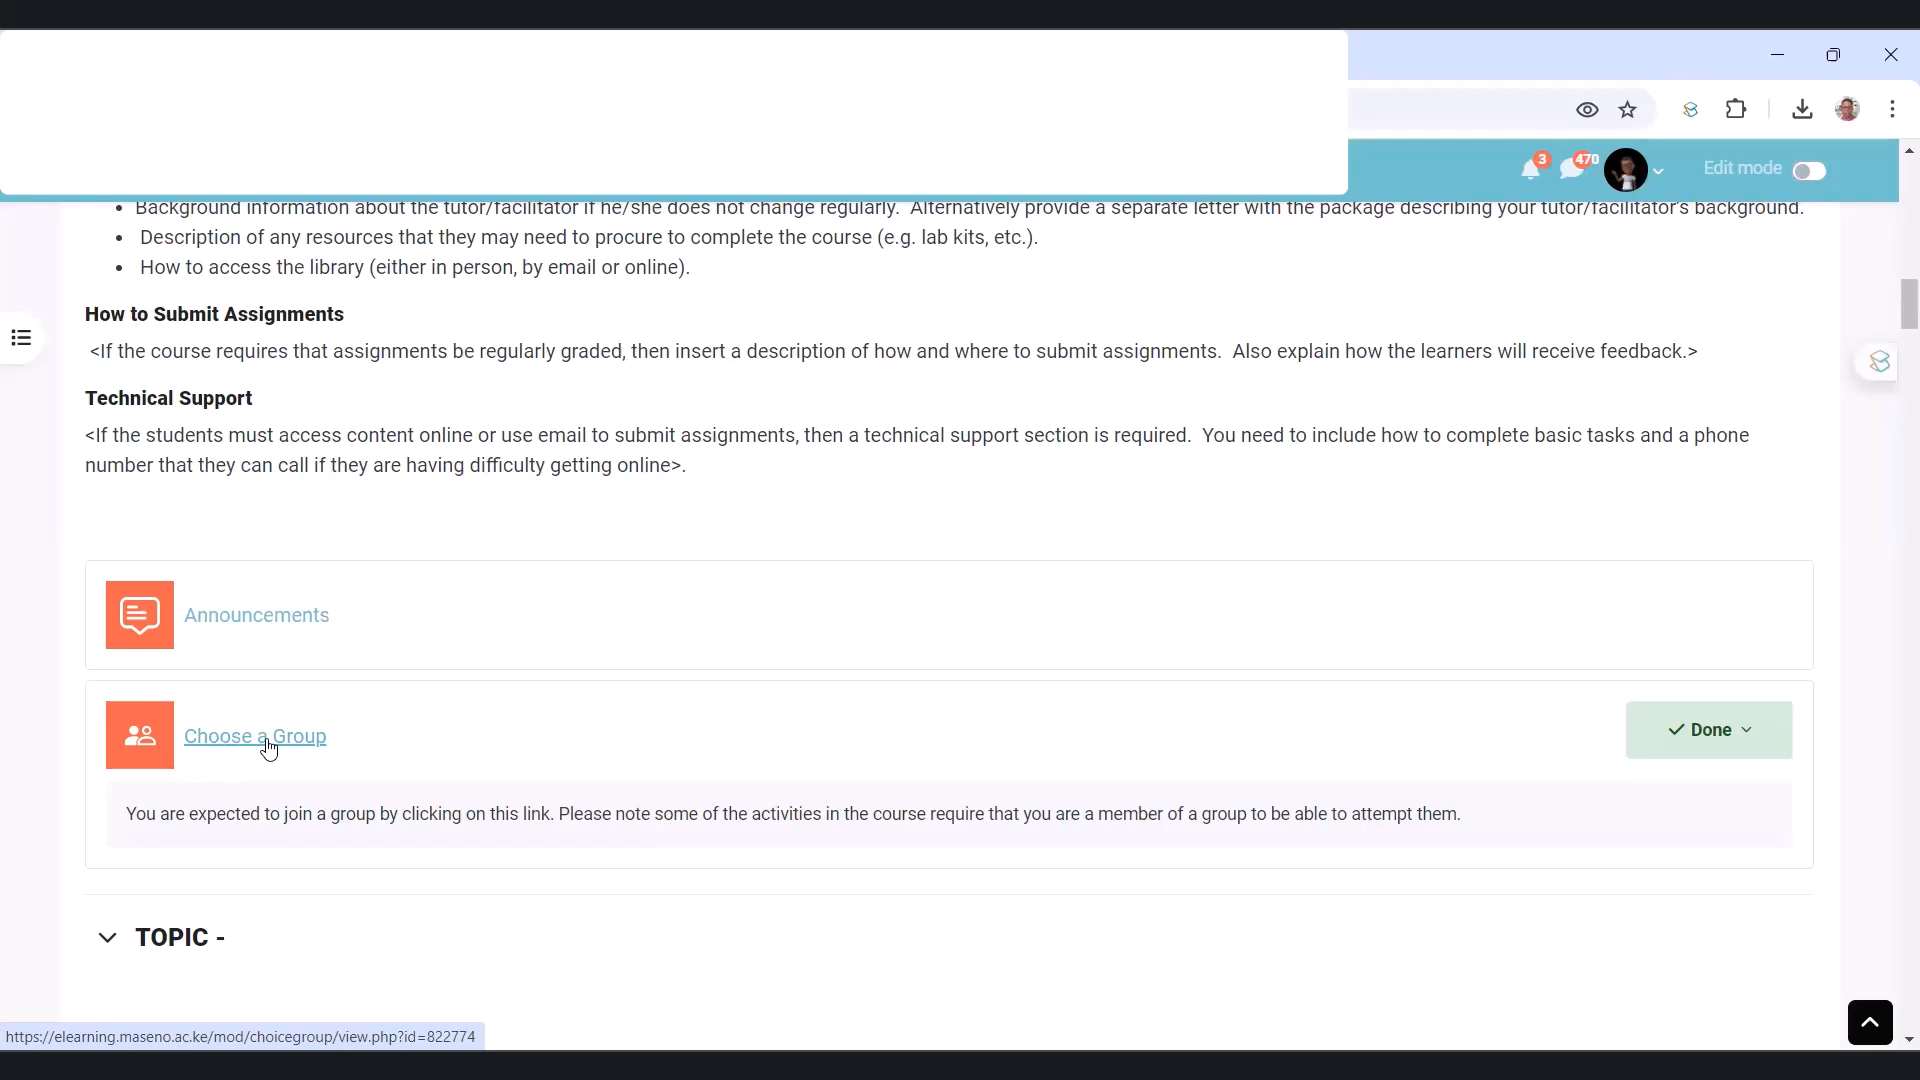 3
470
Edit mode
• Background information about the tutor/facilitator if he/she does not change regularly. Alternatively provide a separate letter with the package describing your tutor/facilitator's background.
• Description of any resources that they may need to procure to complete the course (e.g. lab kits, etc.).
• How to access the library (either in person, by email or online).
How to Submit Assignments
<If the course requires that assignments be regularly graded, then insert a description of how and where to submit assignments. Also explain how the learners will receive feedback.>
Technical Support
<If the students must access content online or use email to submit assignments, then a technical support section is required. You need to include how to complete basic tasks and a phone
number that they can call if they are having difficulty getting online>.
Announcements
Choose a Group
Done
You are expected to join a group by clicking on this link. Please note some of the activities in the course require that you are a member of a group to be able to attempt them.
TOPIC -
https://elearning.maseno.ac.ke/mod/choicegroup/view.php?id=822774